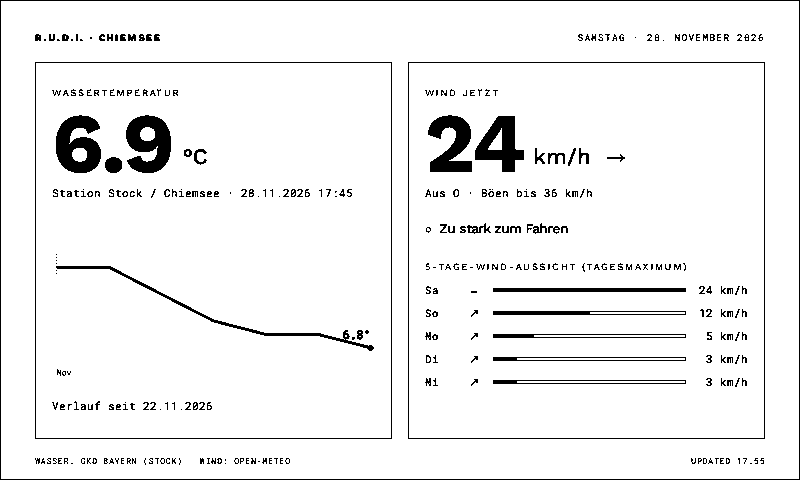 R.U.D.I. · CHIEMSEE
SAMSTAG · 28. NOVEMBER 2026
WASSERTEMPERATUR
6.9 °C
Station Stock / Chiemsee · 28.11.2026 17:45
6.8°
Nov
Verlauf seit 22.11.2026
WIND JETZT
24 km/h →
Aus O · Böen bis 36 km/h
Zu stark zum Fahren
5-TAGE-WIND-AUSSICHT (TAGESMAXIMUM)
Sa – 24 km/h
So ↗ 12 km/h
Mo ↗ 5 km/h
Di ↗ 3 km/h
Mi ↗ 3 km/h
WASSER: GKD BAYERN (STOCK) WIND: OPEN-METEO
UPDATED 17:55